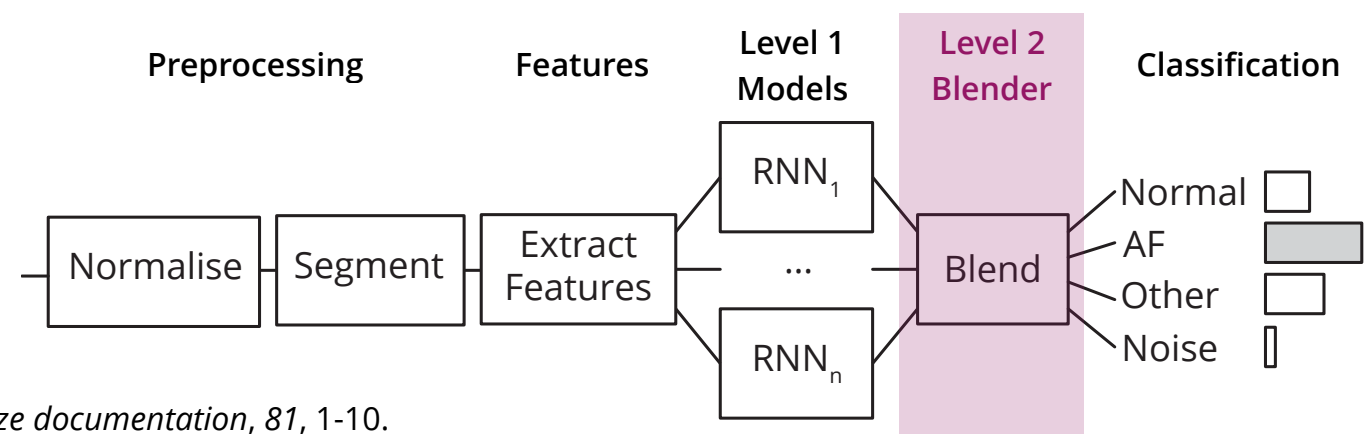 Preprocessing
Features
Level 1
Models
Level 2
Blender
Classification
Normalise
Segment
Extract
Features
RNN₁
...
RNNₙ
Blend
Normal
AF
Other
Noise
ze documentation, 81, 1-10.